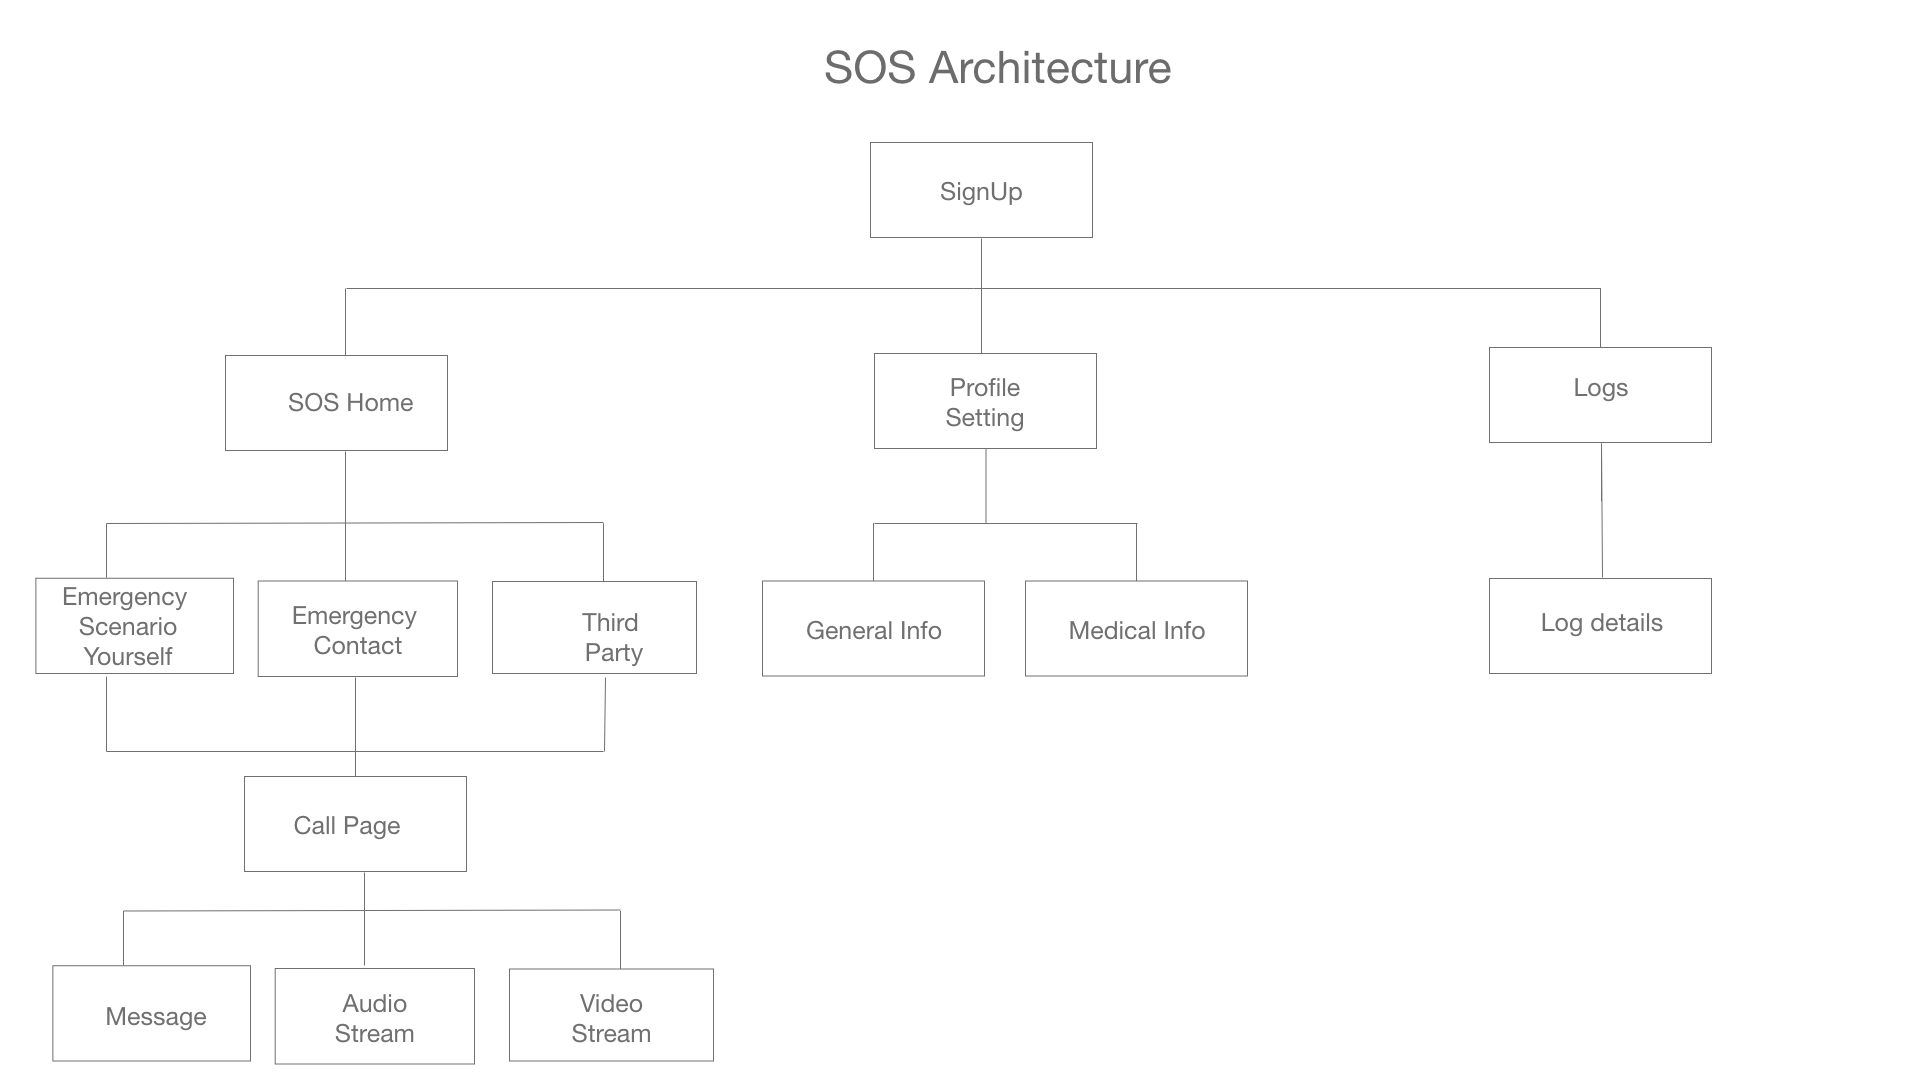 SOS Architecture
SignUp
SOS Home
Profile
Setting
Logs
Emergency
Scenario
Yourself
Emergency
Contact
Third
Party
General Info
Medical Info
Log details
Call Page
Message
Audio
Stream
Video
Stream